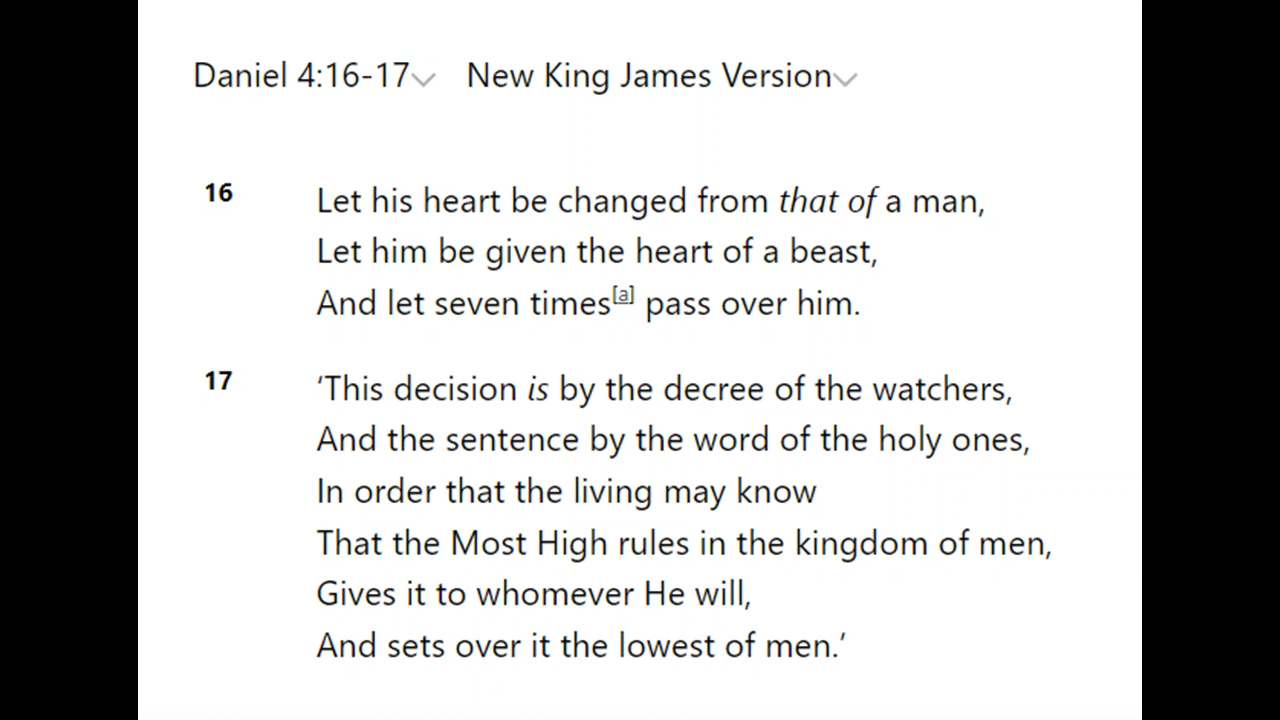 Daniel 4:16-17 New King James Version
16 Let his heart be changed from that of a man,
Let him be given the heart of a beast,
And let seven times[a] pass over him.
17 ‘This decision is by the decree of the watchers,
And the sentence by the word of the holy ones,
In order that the living may know
That the Most High rules in the kingdom of men,
Gives it to whomever He will,
And sets over it the lowest of men.’